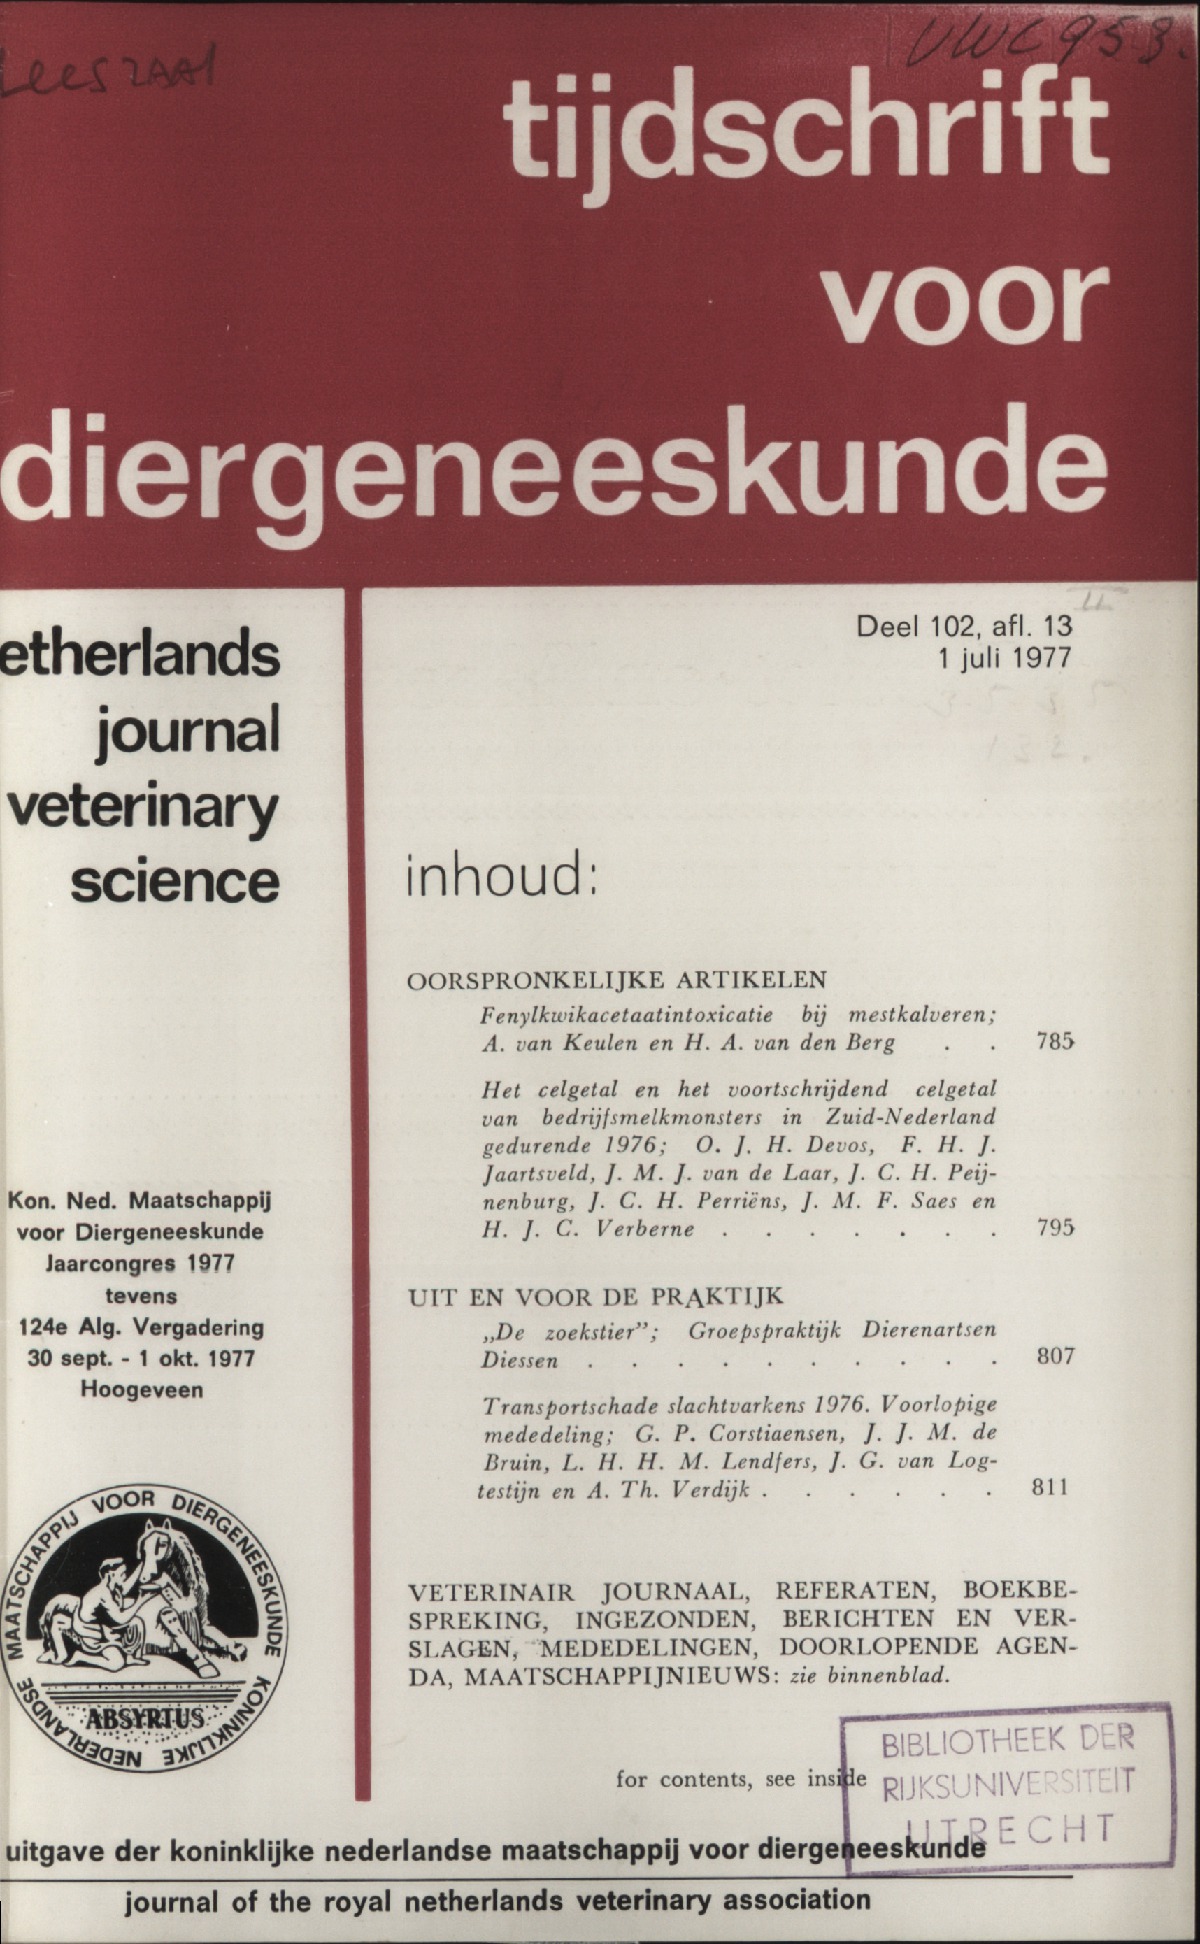 Leeszaal
VWC 953.
tijdschrift
voor
diergeneeskunde
etherlands
journal
veterinary
science
Deel 102, afl. 13
1 juli 1977
inhoud:
OORSPRONKELIJKE ARTIKELEN
Fenylkwikacetaatintoxicatie bij mestkalveren;
A. van Keulen en H. A. van den Berg . . 785
Het celgetal en het voortschrijdend celgetal
van bedrijfsmelkmonsters in Zuid-Nederland
gedurende 1976; O. J. H. Devos, F. H. J.
Jaartsveld, J. M. J. van de Laar, J. C. H. Peij-
nenburg, J. C. H. Perriëns, J. M. F. Saes en
H. J. C. Verberne . . . . . . . 795
UIT EN VOOR DE PRAKTIJK
„De zoekstier”; Groepspraktijk Dierenartsen
Diessen . . . . . . . . . . 807
Transportschade slachtvarkens 1976. Voorlopige
mededeling; G. P. Corstiaensen, J. J. M. de
Bruin, L. H. H. M. Lendfers, J. G. van Log-
testijn en A. Th. Verdijk . . . . . . 811
VETERINAIR JOURNAAL, REFERATEN, BOEKBE-
SPREKING, INGEZONDEN, BERICHTEN EN VER-
SLAGEN, MEDEDELINGEN, DOORLOPENDE AGEN-
DA, MAATSCHAPPIJNIEUWS: zie binnenblad.
for contents, see inside
Kon. Ned. Maatschappij
voor Diergeneeskunde
Jaarcongres 1977
tevens
124e Alg. Vergadering
30 sept. - 1 okt. 1977
Hoogeveen
KONINKLIJKE NEDERLANDSE MAATSCHAPPIJ VOOR DIERGENEESKUNDE
ABSYRTUS
BIBLIOTHEEK DER
RIJKSUNIVERSITEIT
UTRECHT
uitgave der koninklijke nederlandse maatschappij voor diergeneeskunde
journal of the royal netherlands veterinary association